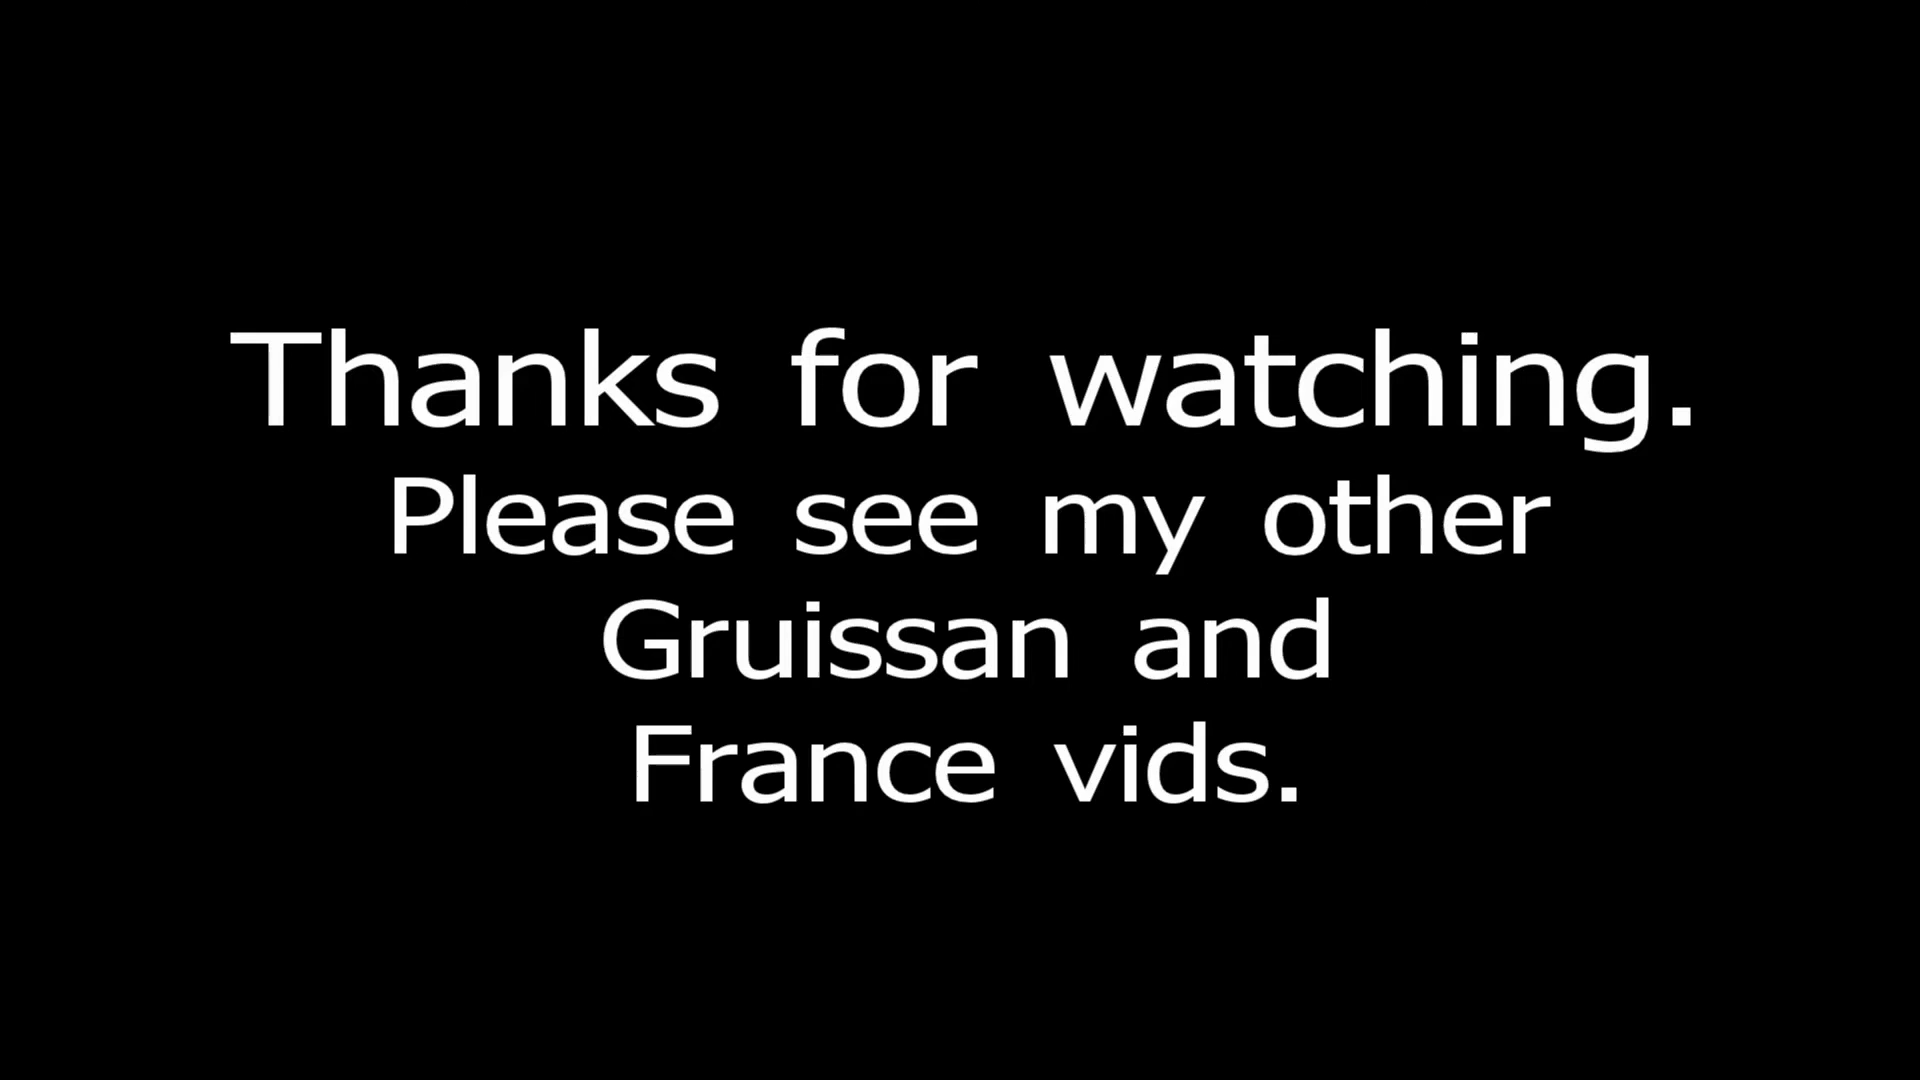 Thanks for watching.
Please see my other
Gruissan and
France vids.